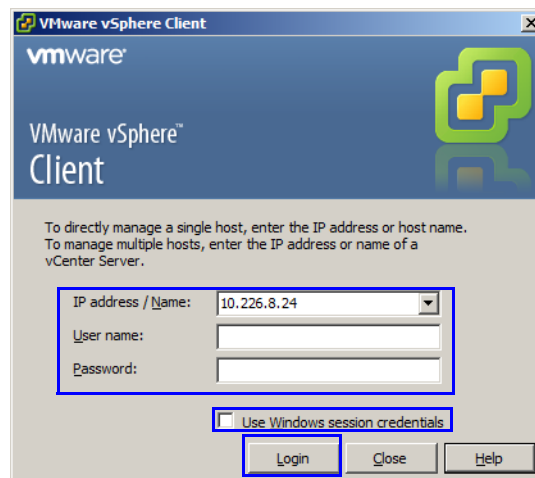 VMware vSphere Client
vmware®
VMware vSphere™
Client
To directly manage a single host, enter the IP address or host name.
To manage multiple hosts, enter the IP address or name of a
vCenter Server.
IP address / Name: 10.226.8.24
User name:
Password:
Use Windows session credentials
Login Close Help